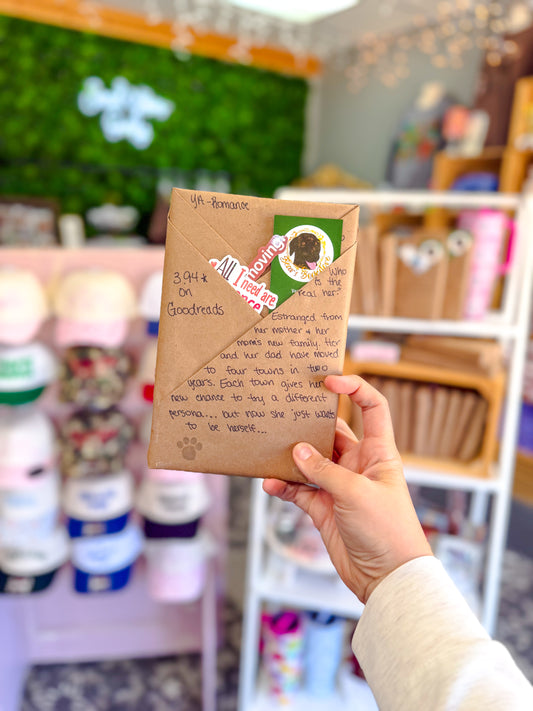 YA-Romance
3.94*
on
Goodreads
moving
All I need are
Bear's
Who
is the
real her?
Estranged from
her mother & her
mom's new family. Her
and her dad have moved
to four towns in two
years. Each town gives her
new chance to try a different
persona... but now she just wants
to be herself...